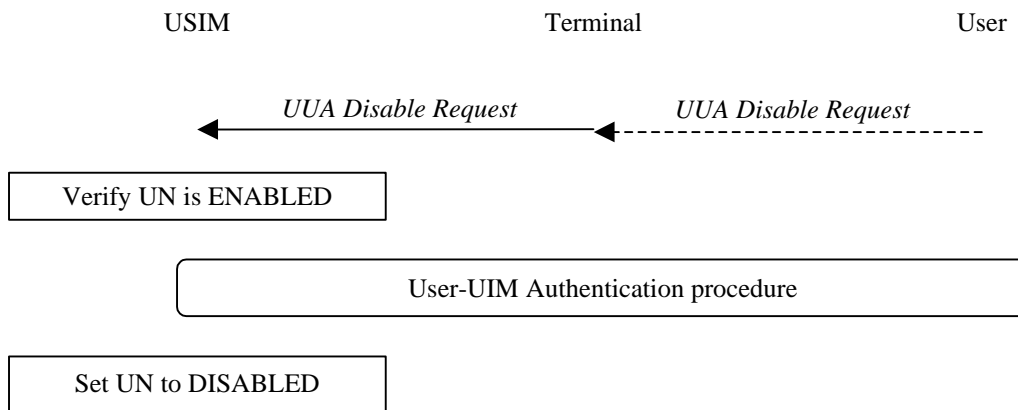 USIM Terminal User
UUA Disable Request UUA Disable Request
Verify UN is ENABLED
User-UIM Authentication procedure
Set UN to DISABLED